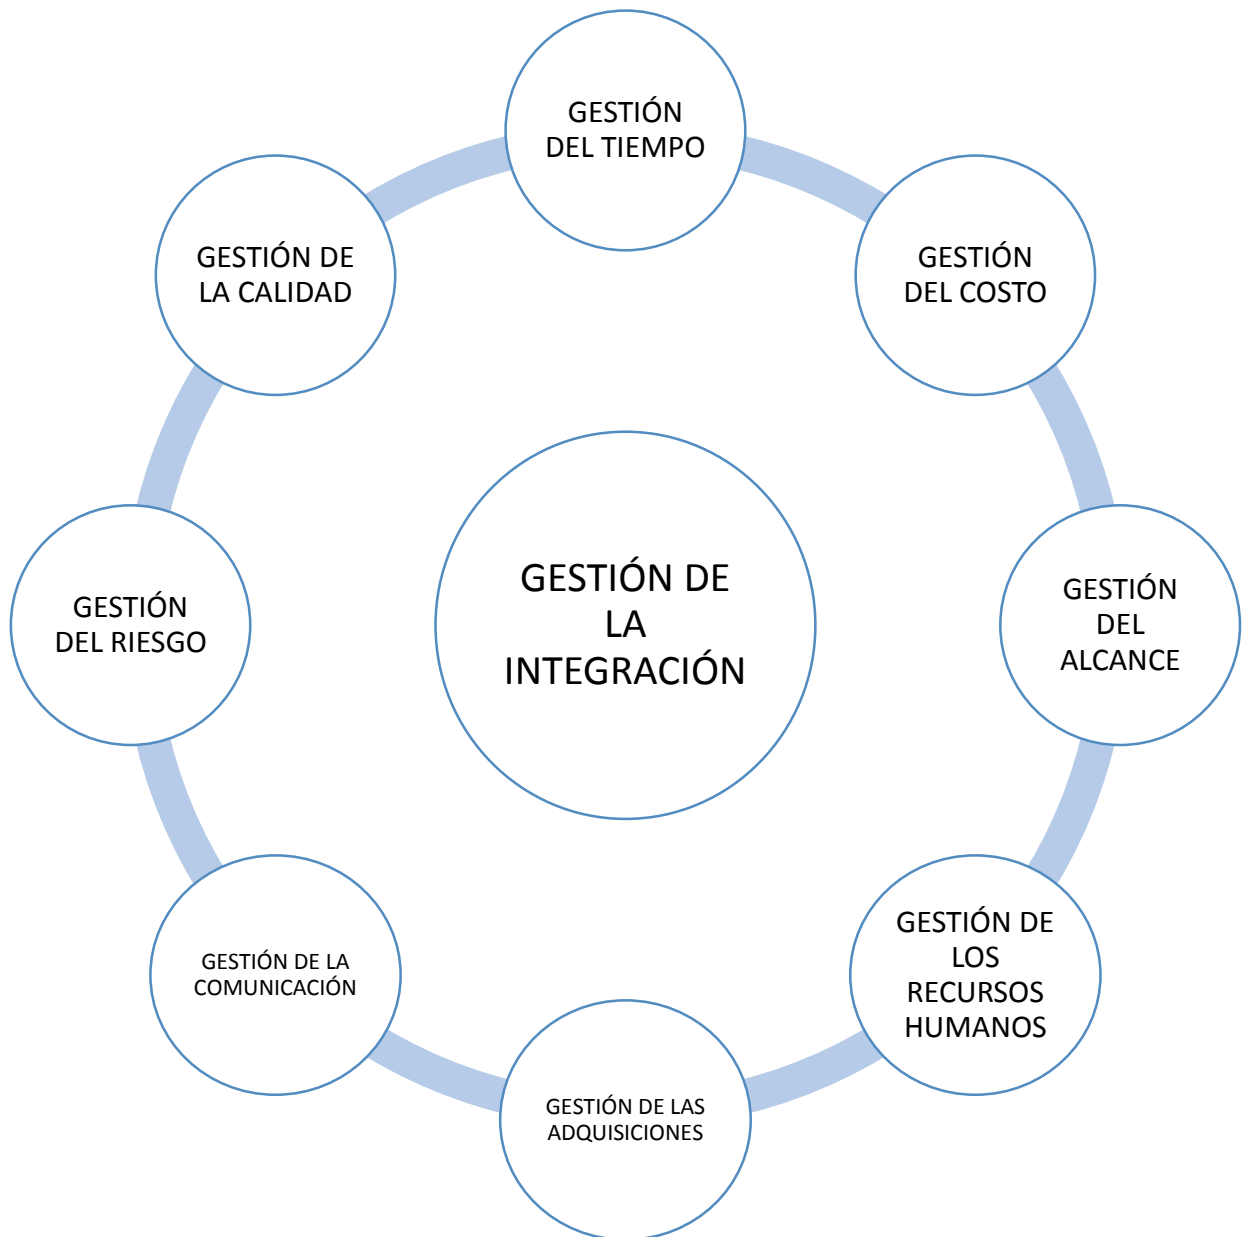 GESTIÓN
DEL TIEMPO
GESTIÓN
DEL COSTO
GESTIÓN
DEL
ALCANCE
GESTIÓN DE
LOS
RECURSOS
HUMANOS
GESTIÓN DE LAS
ADQUISICIONES
GESTIÓN DE LA
COMUNICACIÓN
GESTIÓN
DEL RIESGO
GESTIÓN DE
LA CALIDAD
GESTIÓN DE
LA
INTEGRACIÓN